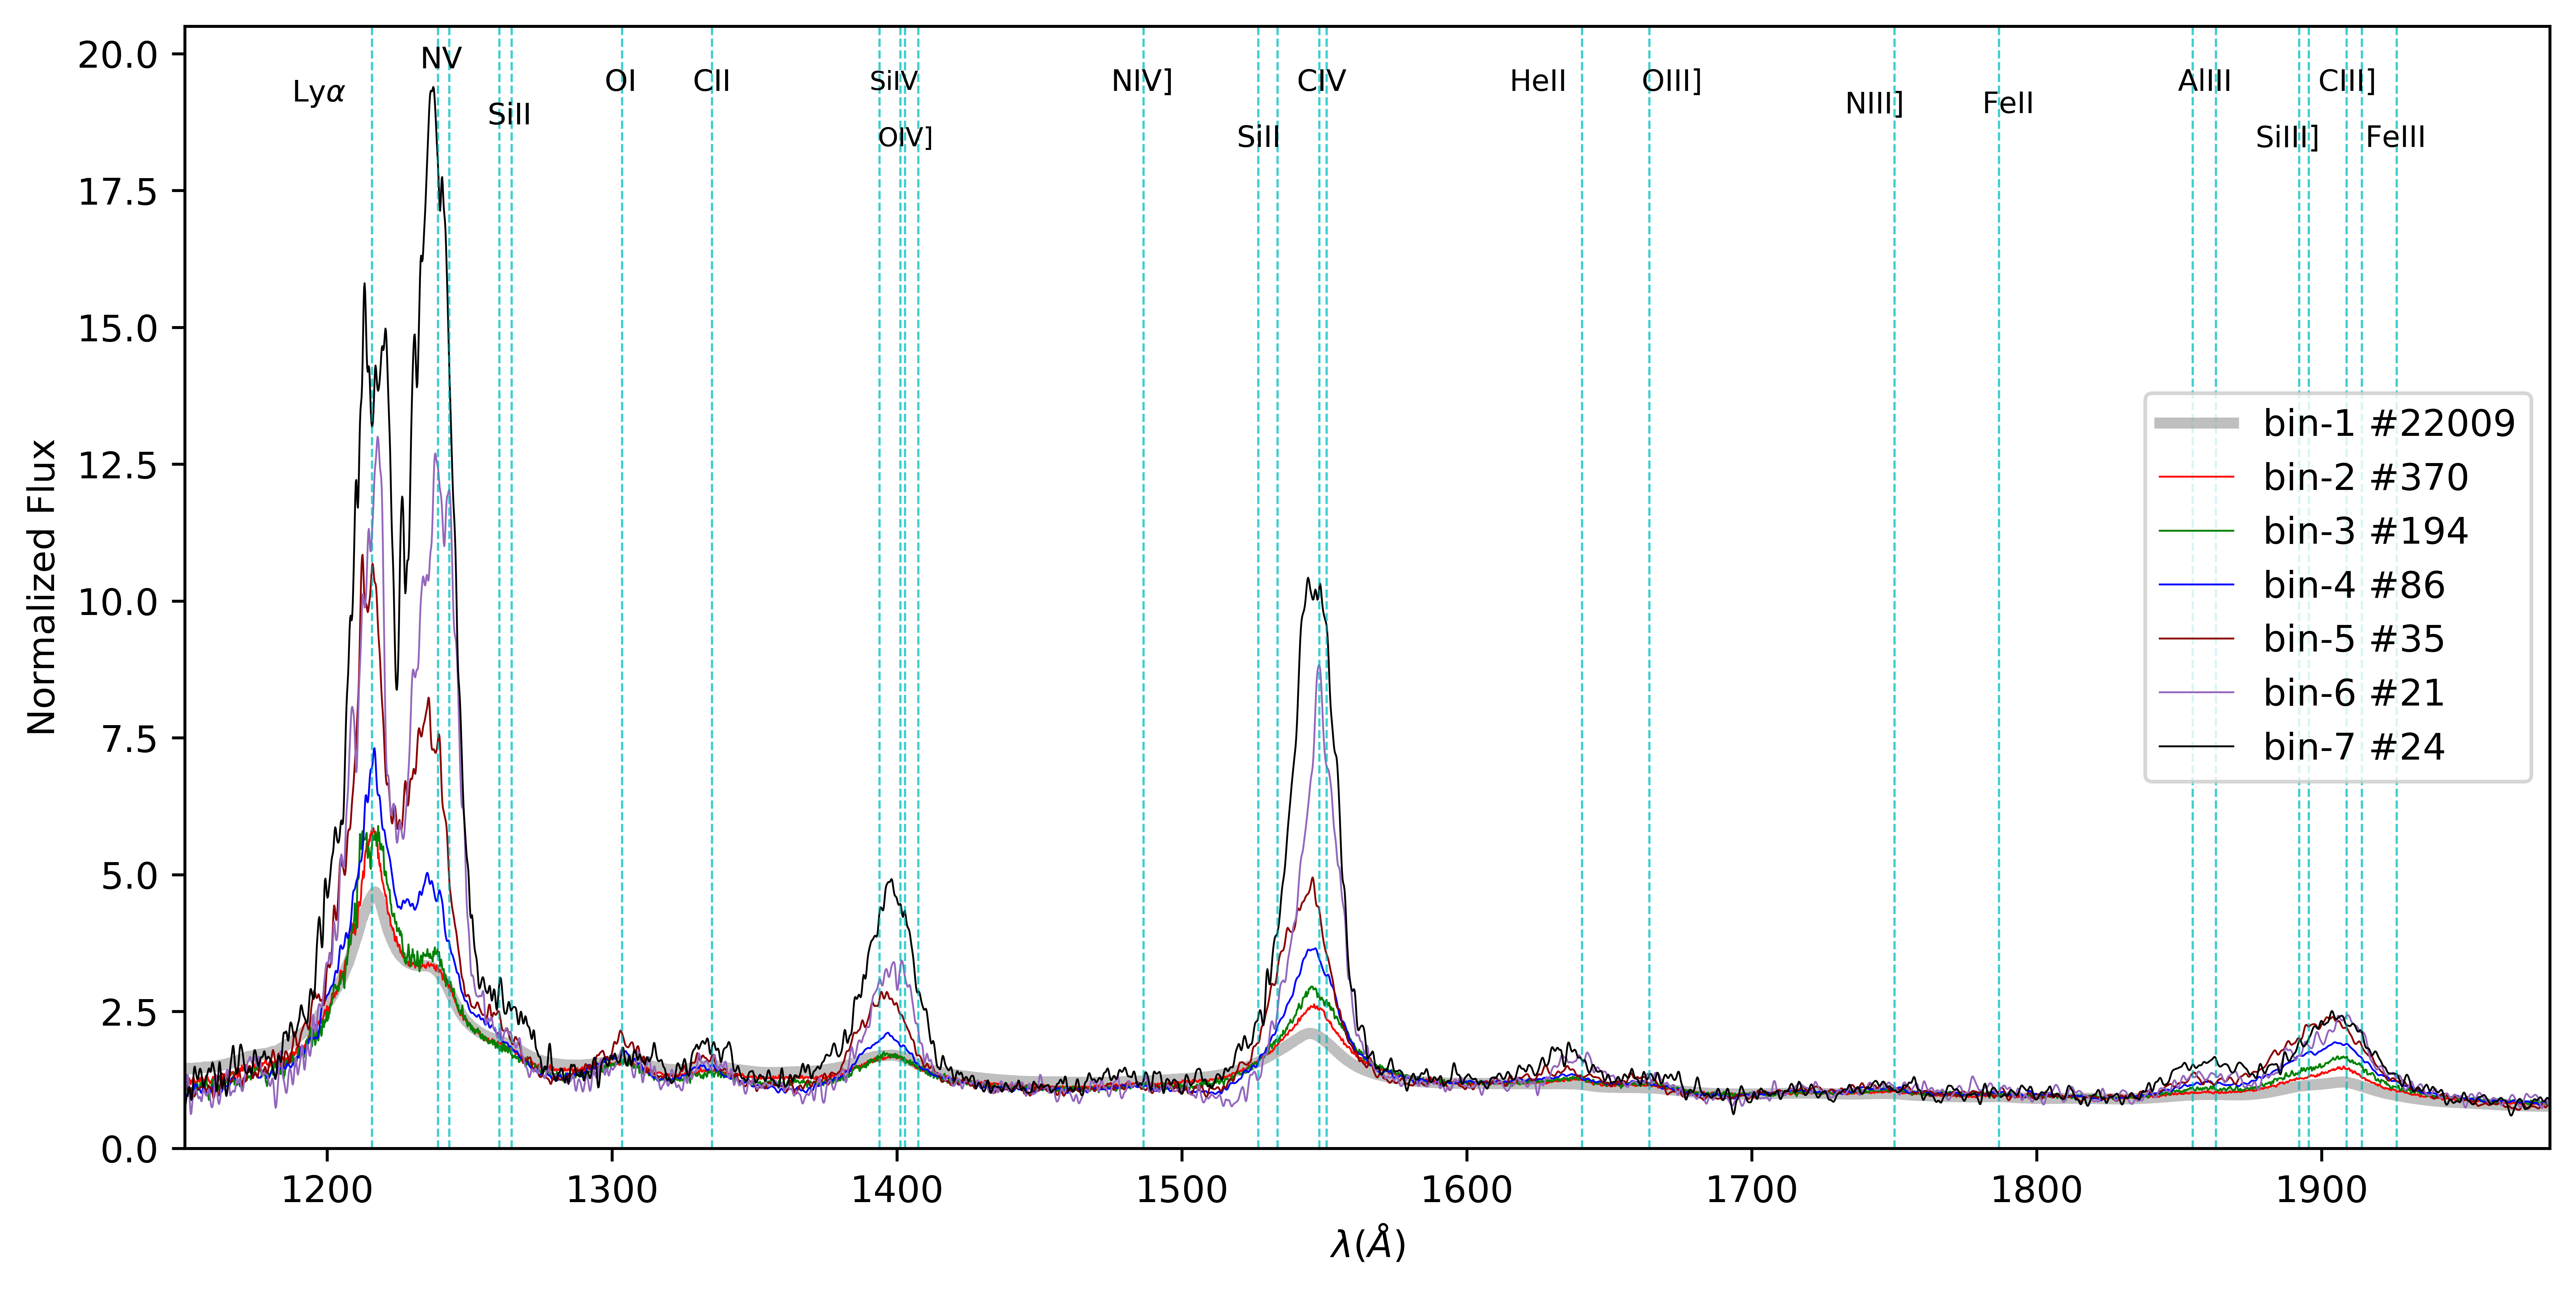 NV
Lyα
SiII
OI
CII
SiIV
OIV]
NIV]
SiII
CIV
HeII
OIII]
NIII]
FeII
AlIII
SiIII]
CIII]
FeIII
20.0
17.5
15.0
12.5
10.0
7.5
5.0
2.5
0.0
Normalized Flux
bin-1 #22009
bin-2 #370
bin-3 #194
bin-4 #86
bin-5 #35
bin-6 #21
bin-7 #24
1200 1300 1400 1500 1600 1700 1800 1900
λ(Å)